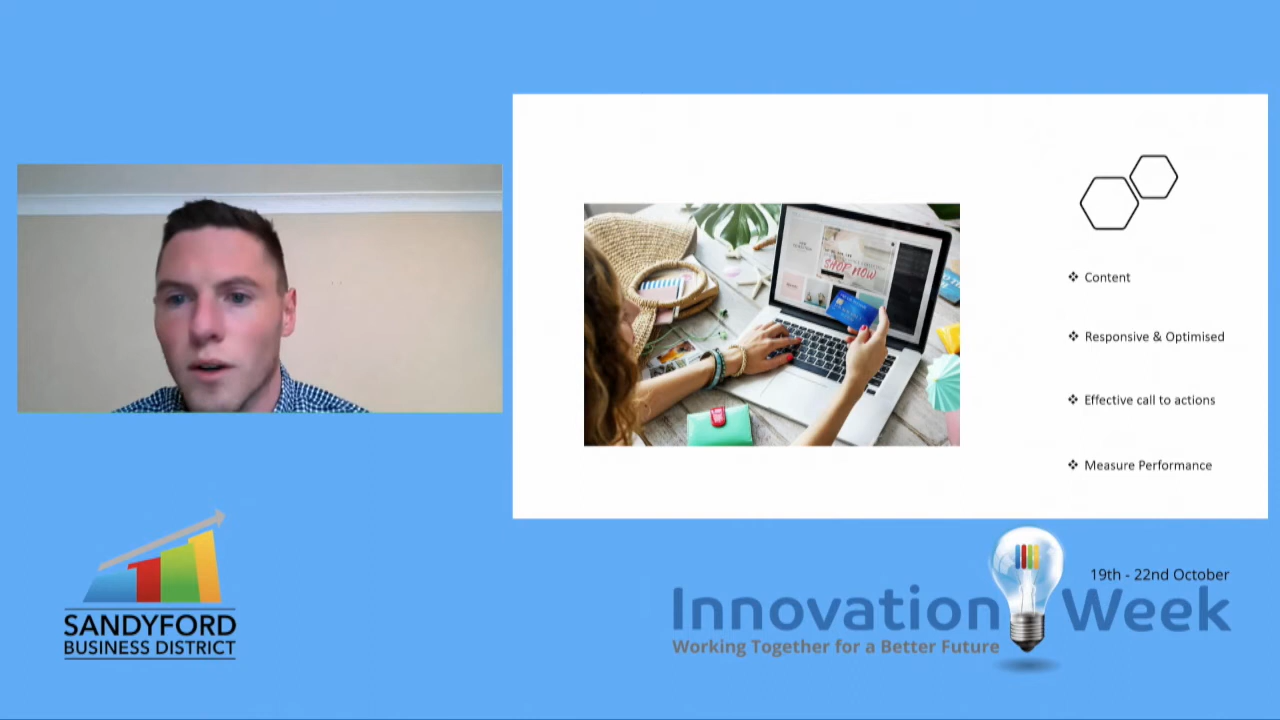 SHOP NOW
Content
Responsive & Optimised
Effective call to actions
Measure Performance
SANDYFORD
BUSINESS DISTRICT
19th - 22nd October
Innovation Week
Working Together for a Better Future